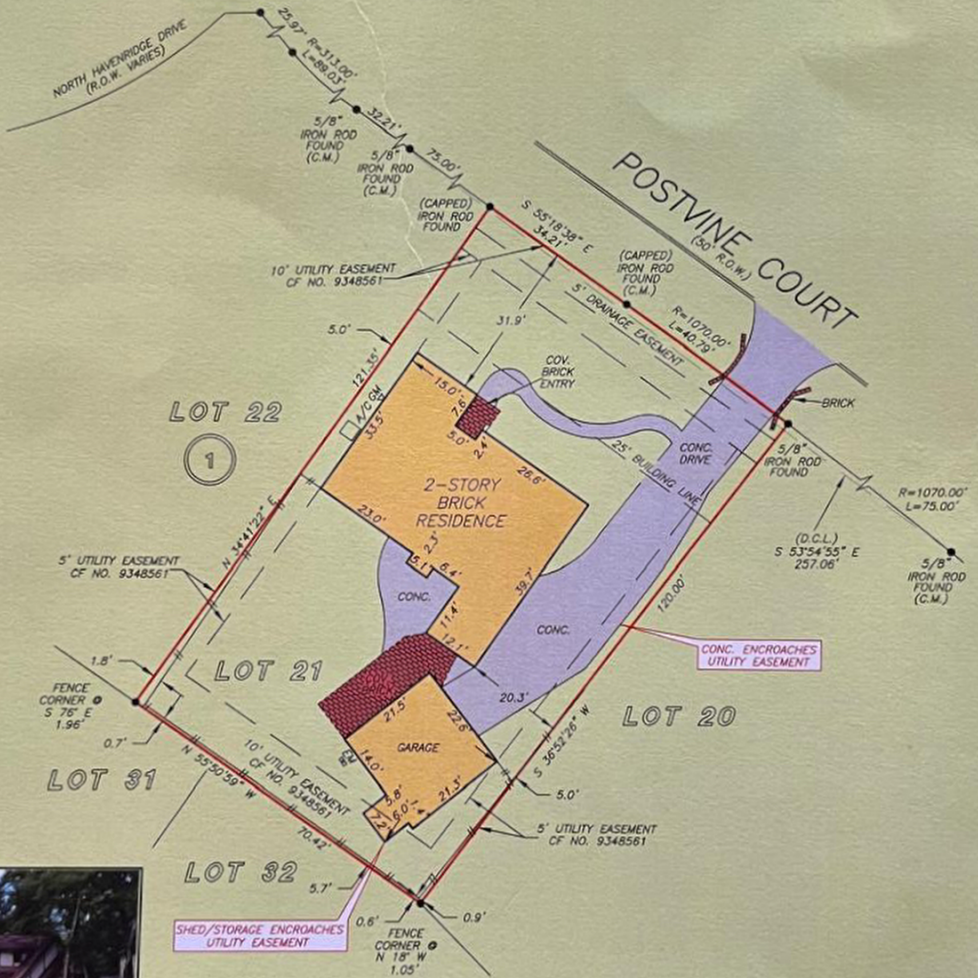 NORTH HAVENRIDGE DRIVE
(R.O.W. VARIES)
25.97'
R=313.00'
L=89.03'
32.21'
75.00'
5/8"
IRON ROD
FOUND
(C.M.)
5/8"
IRON ROD
FOUND
(C.M.)
(CAPPED)
IRON ROD
FOUND
POSTVINE COURT
(50' R.O.W.)
S 55°18'38" E
34.21'
(CAPPED)
IRON ROD
FOUND
(C.M.)
R=1070.00'
L=40.79'
5' DRAINAGE EASEMENT
10' UTILITY EASEMENT
CF NO. 9348561
31.9'
5.0'
121.35'
A/C
GM
33.5'
COV.
BRICK
ENTRY
15.0'
7.6'
5.0'
2.4'
26.6'
BRICK
CONC.
DRIVE
25' BUILDING LINE
5/8"
IRON ROD
FOUND
R=1070.00'
L=75.00'
(D.C.L.)
S 53°54'55" E
257.06'
5/8"
IRON ROD
FOUND
(C.M.)
LOT 22
1
2-STORY
BRICK
RESIDENCE
23.0'
2.3'
5.1'
6.4'
11.4'
12.1'
39.7'
N 34°41'22" E
5' UTILITY EASEMENT
CF NO. 9348561
CONC.
CONC.
120.00'
CONC. ENCROACHES
UTILITY EASEMENT
1.8'
LOT 21
20.3'
LOT 20
S 36°52'26" W
FENCE
CORNER @
S 76° E
1.96'
0.7'
21.5'
22.6'
GARAGE
EM
14.0'
5.8'
6.0'
7.2'
21.3'
5.0'
LOT 31
N 55°50'59" W
70.42'
10' UTILITY EASEMENT
CF NO. 9348561
5' UTILITY EASEMENT
CF NO. 9348561
LOT 32
5.7'
SHED/STORAGE ENCROACHES
UTILITY EASEMENT
0.6'
0.9'
FENCE
CORNER @
N 18° W
1.05'